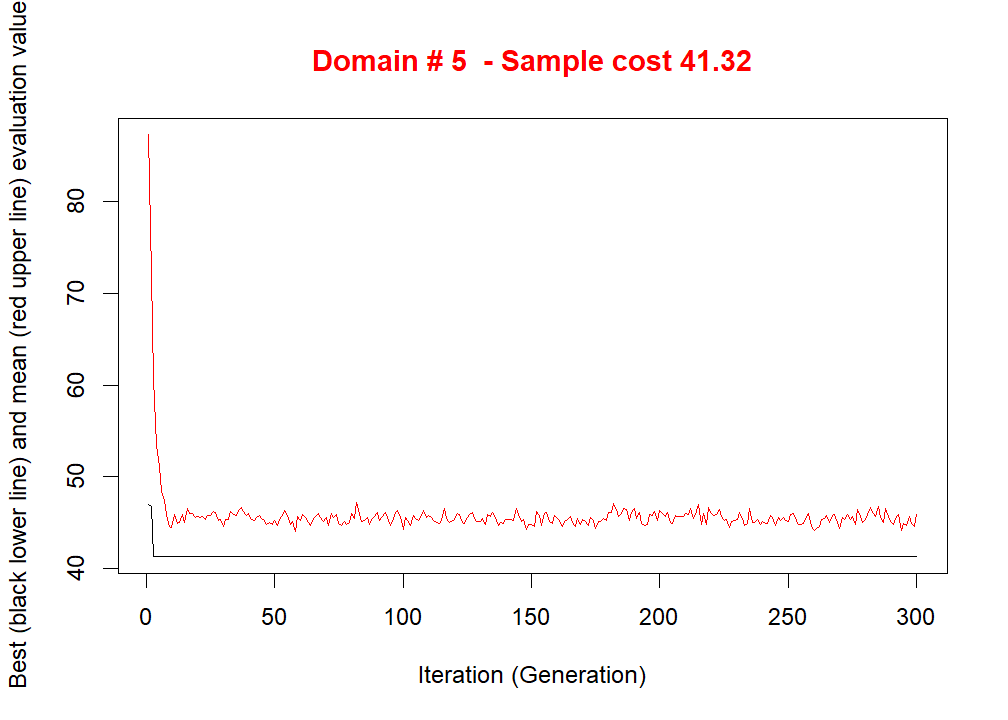 Domain # 5  - Sample cost 41.32
Best (black lower line) and mean (red upper line) evaluation value
80
70
60
50
40
0 50 100 150 200 250 300
Iteration (Generation)